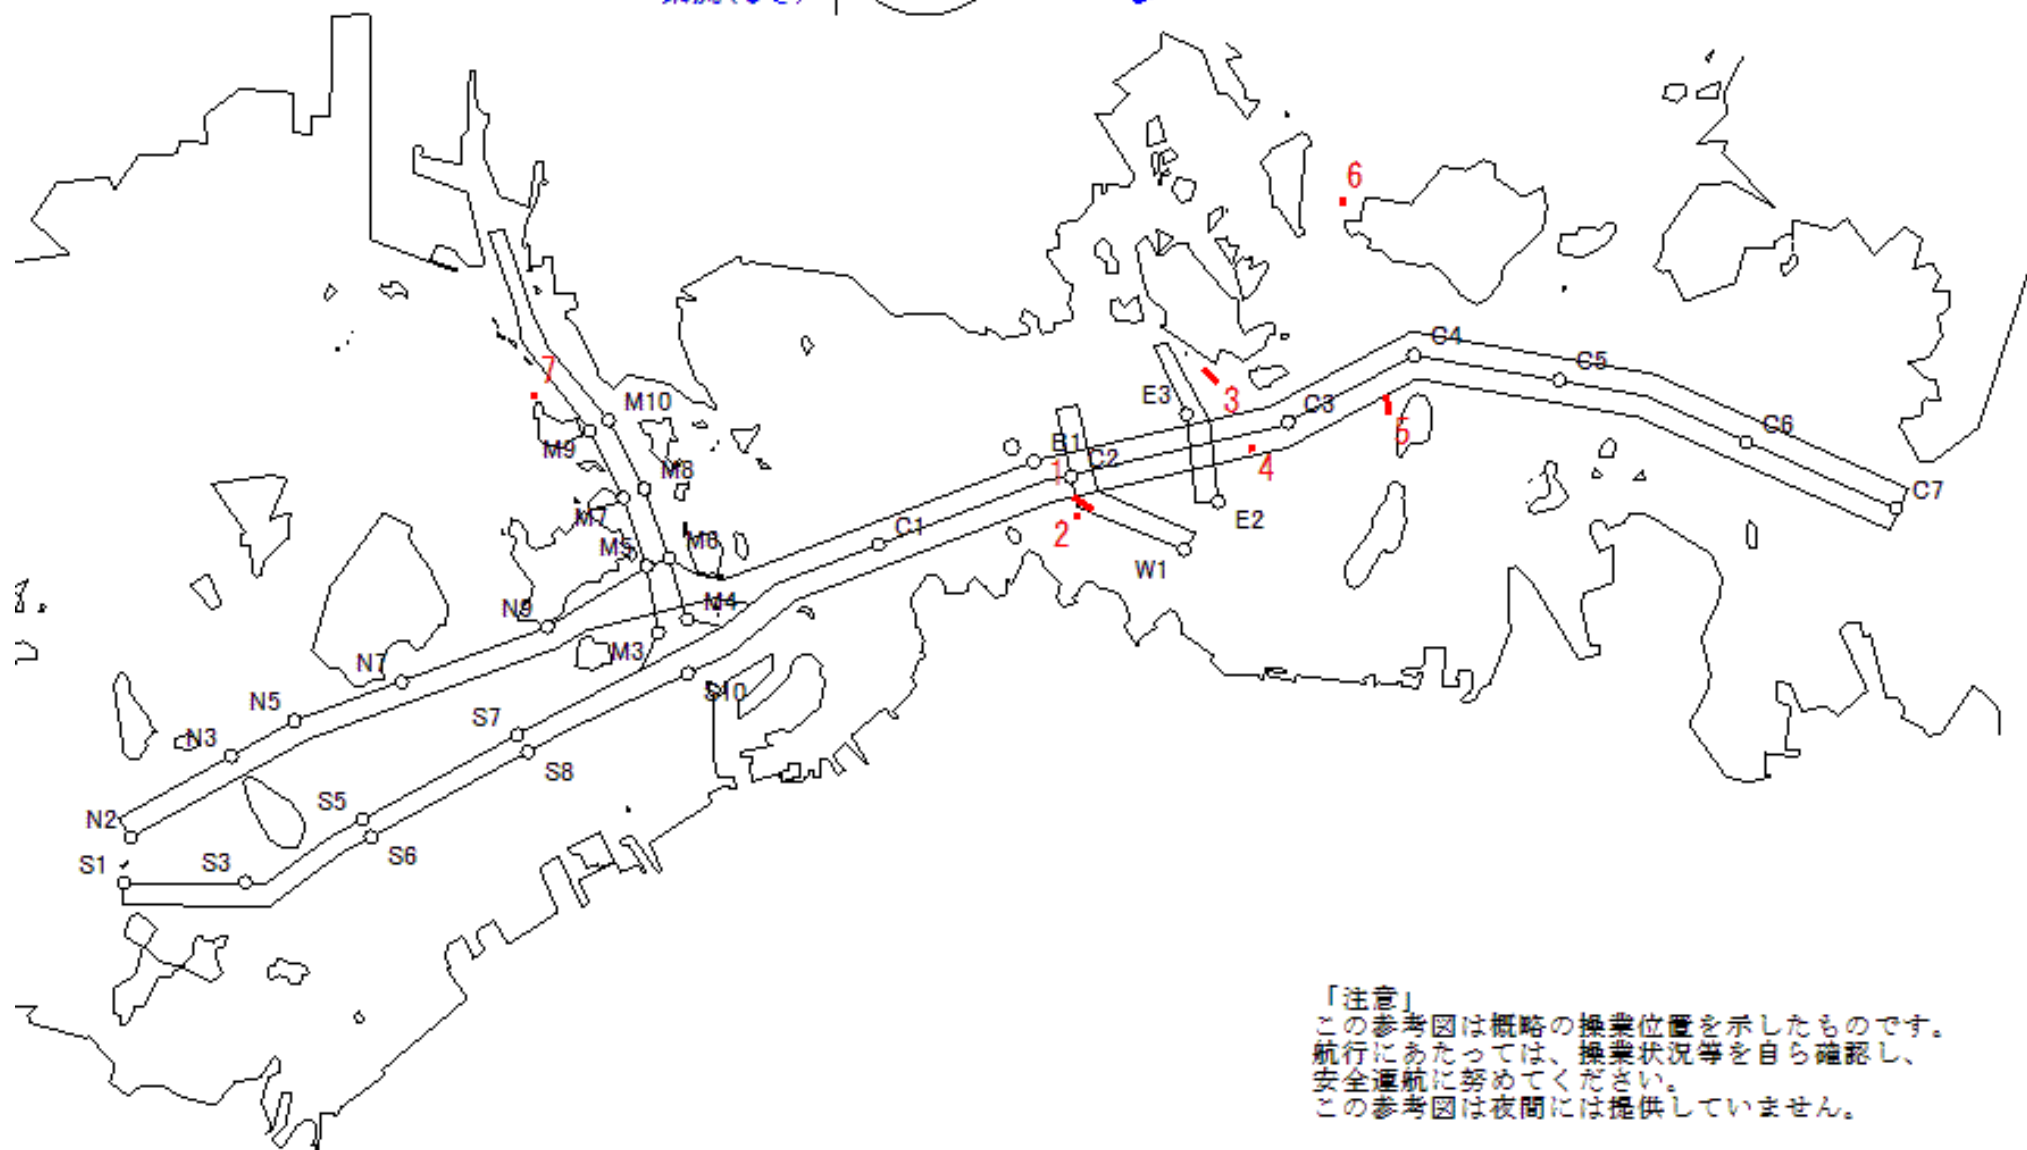 6
C4
C5
7
M10
E3
3
C3
C6
M9
B1
5
M8
1
C2
4
C7
M7
E2
M5
M6
C1
2
W1
N9
M4
M3
N7
S10
N5
S7
N3
S8
S5
N2
S6
S1
S3
「注意」
この参考図は概略の操業位置を示したものです。
航行にあたっては、操業状況等を自ら確認し、
安全運航に努めてください。
この参考図は夜間には提供していません。